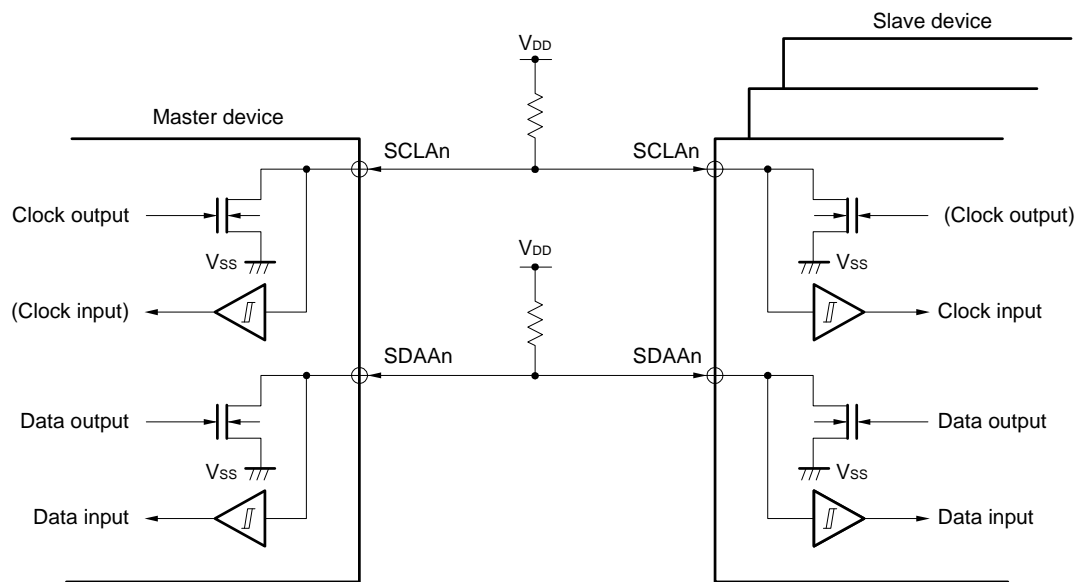 Slave device
VDD
Master device
SCLAn
SCLAn
Clock output
(Clock output)
VSS
VSS
VDD
(Clock input)
Clock input
SDAAn
SDAAn
Data output
Data output
VSS
VSS
Data input
Data input